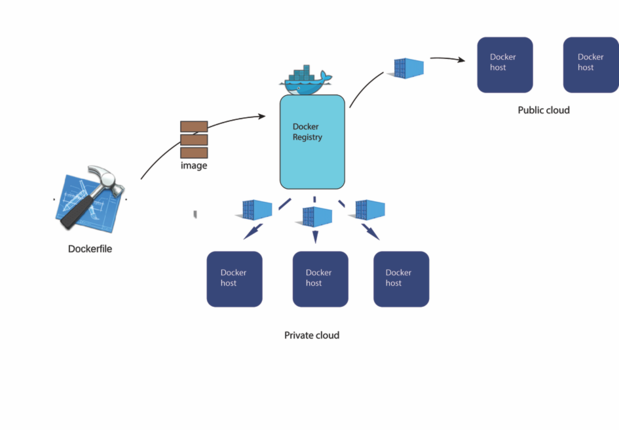 Docker
host
Docker
host
Public cloud
Docker
Registry
image
Dockerfile
Docker
host
Docker
host
Docker
host
Private cloud